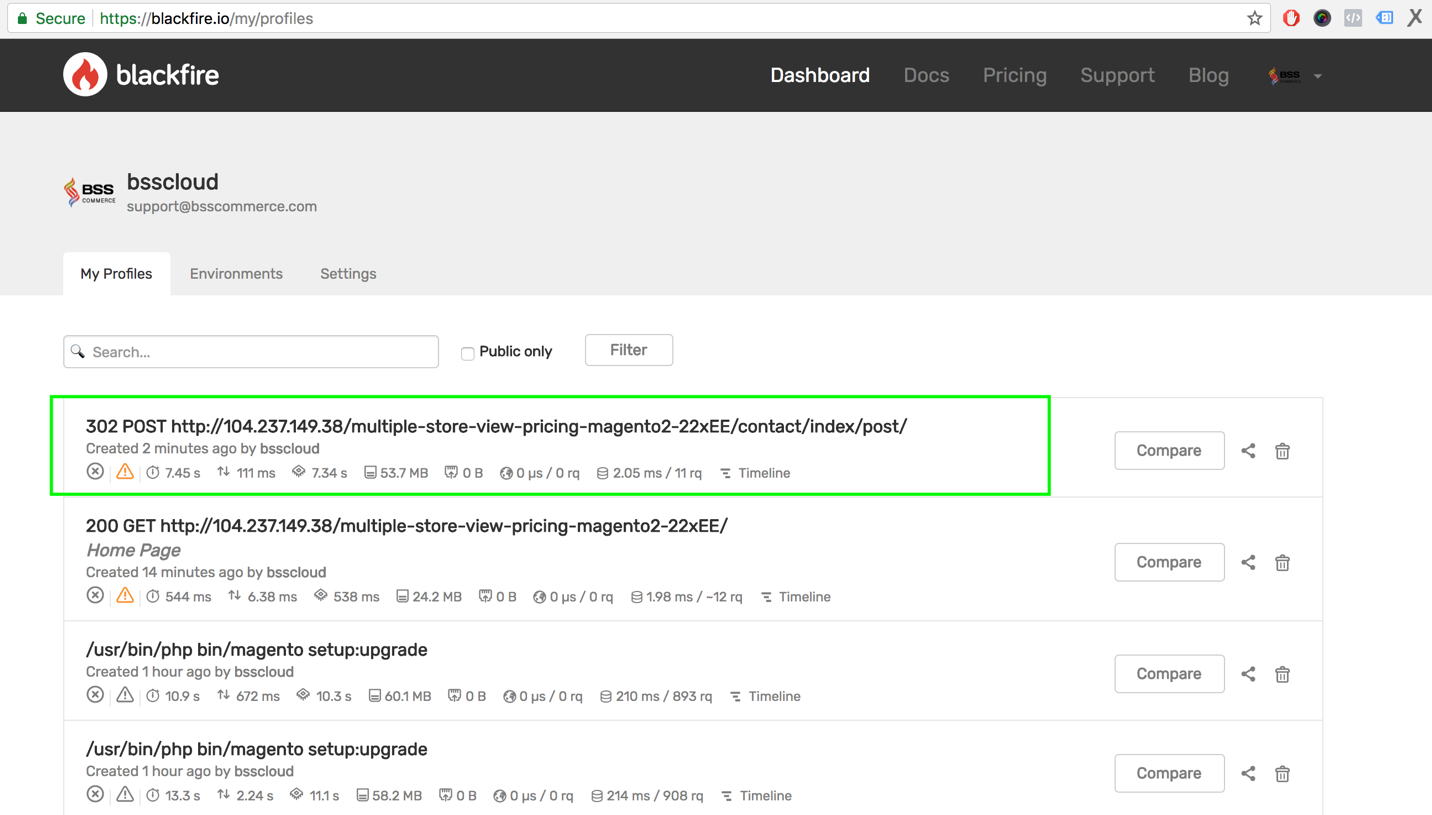 Secure https://blackfire.io/my/profiles
blackfire
Dashboard Docs Pricing Support Blog BSS
BSS COMMERCE
bsscloud
support@bsscommerce.com
My Profiles Environments Settings
Search... Public only Filter
302 POST http://104.237.149.38/multiple-store-view-pricing-magento2-22xEE/contact/index/post/
Created 2 minutes ago by bsscloud
7.45 s 111 ms 7.34 s 53.7 MB 0 B 0 µs / 0 rq 2.05 ms / 11 rq Timeline
Compare
200 GET http://104.237.149.38/multiple-store-view-pricing-magento2-22xEE/
Home Page
Created 14 minutes ago by bsscloud
544 ms 6.38 ms 538 ms 24.2 MB 0 B 0 µs / 0 rq 1.98 ms / ~12 rq Timeline
Compare
/usr/bin/php bin/magento setup:upgrade
Created 1 hour ago by bsscloud
10.9 s 672 ms 10.3 s 60.1 MB 0 B 0 µs / 0 rq 210 ms / 893 rq Timeline
Compare
/usr/bin/php bin/magento setup:upgrade
Created 1 hour ago by bsscloud
13.3 s 2.24 s 11.1 s 58.2 MB 0 B 0 µs / 0 rq 214 ms / 908 rq Timeline
Compare